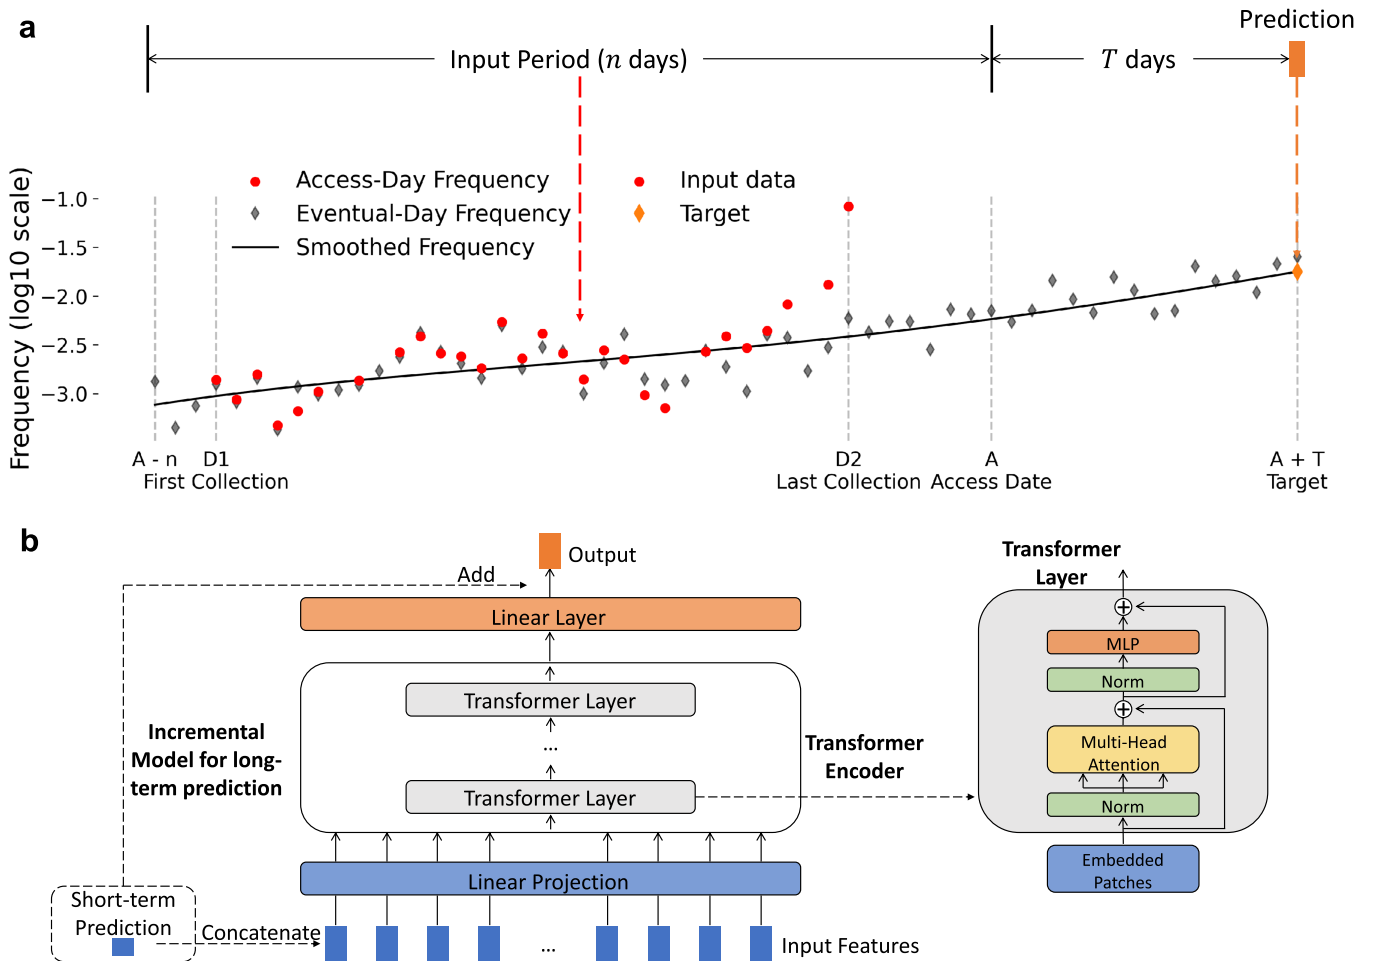 a
Prediction
Input Period (n days)
T days
Frequency (log10 scale)
−1.0
−1.5
−2.0
−2.5
−3.0
Access-Day Frequency
Eventual-Day Frequency
Smoothed Frequency
Input data
Target
A - n
D1
D2
A
A + T
First Collection
Last Collection
Access Date
Target
b
Output
Add
Linear Layer
Transformer Layer
...
Transformer Layer
Incremental
Model for long-
term prediction
Transformer
Encoder
Linear Projection
Short-term
Prediction
Concatenate
...
Input Features
Transformer
Layer
+
MLP
Norm
+
Multi-Head
Attention
Norm
Embedded
Patches